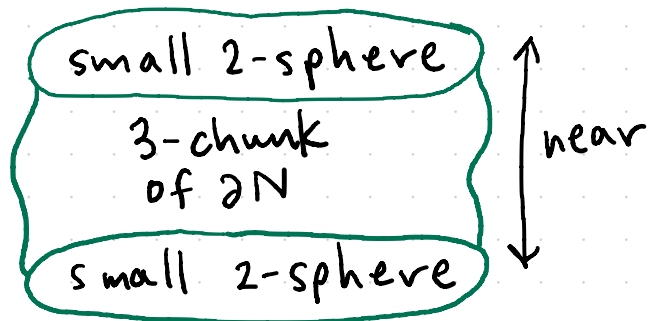 small 2-sphere
3-chunk
near
of ∂N
small 2-sphere